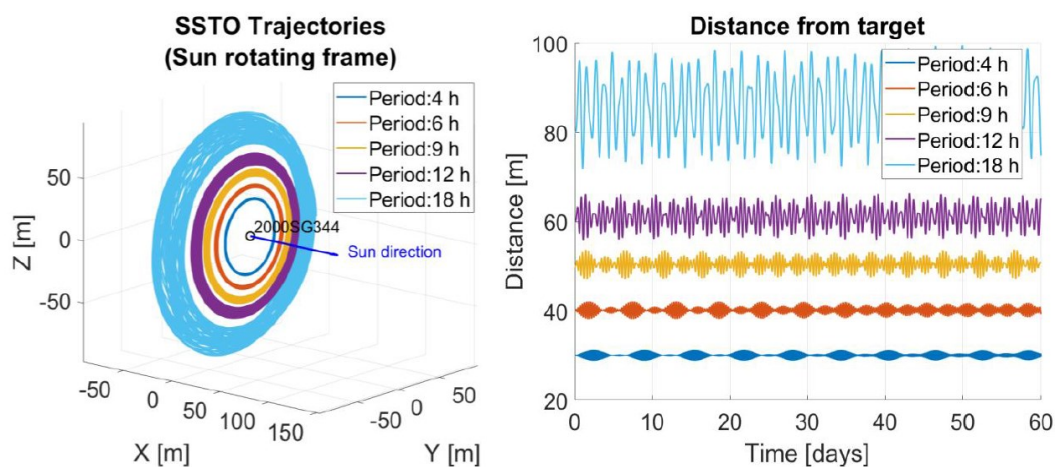 SSTO Trajectories
(Sun rotating frame)
Period:4 h
Period:6 h
Period:9 h
Period:12 h
Period:18 h
50
0
-50
Z [m]
2000SG344
Sun direction
-50
0
50
100
150
X [m]
-50
0
50
Y [m]
Distance from target
100
80
60
40
20
Distance [m]
Period:4 h
Period:6 h
Period:9 h
Period:12 h
Period:18 h
0
10
20
30
40
50
60
Time [days]